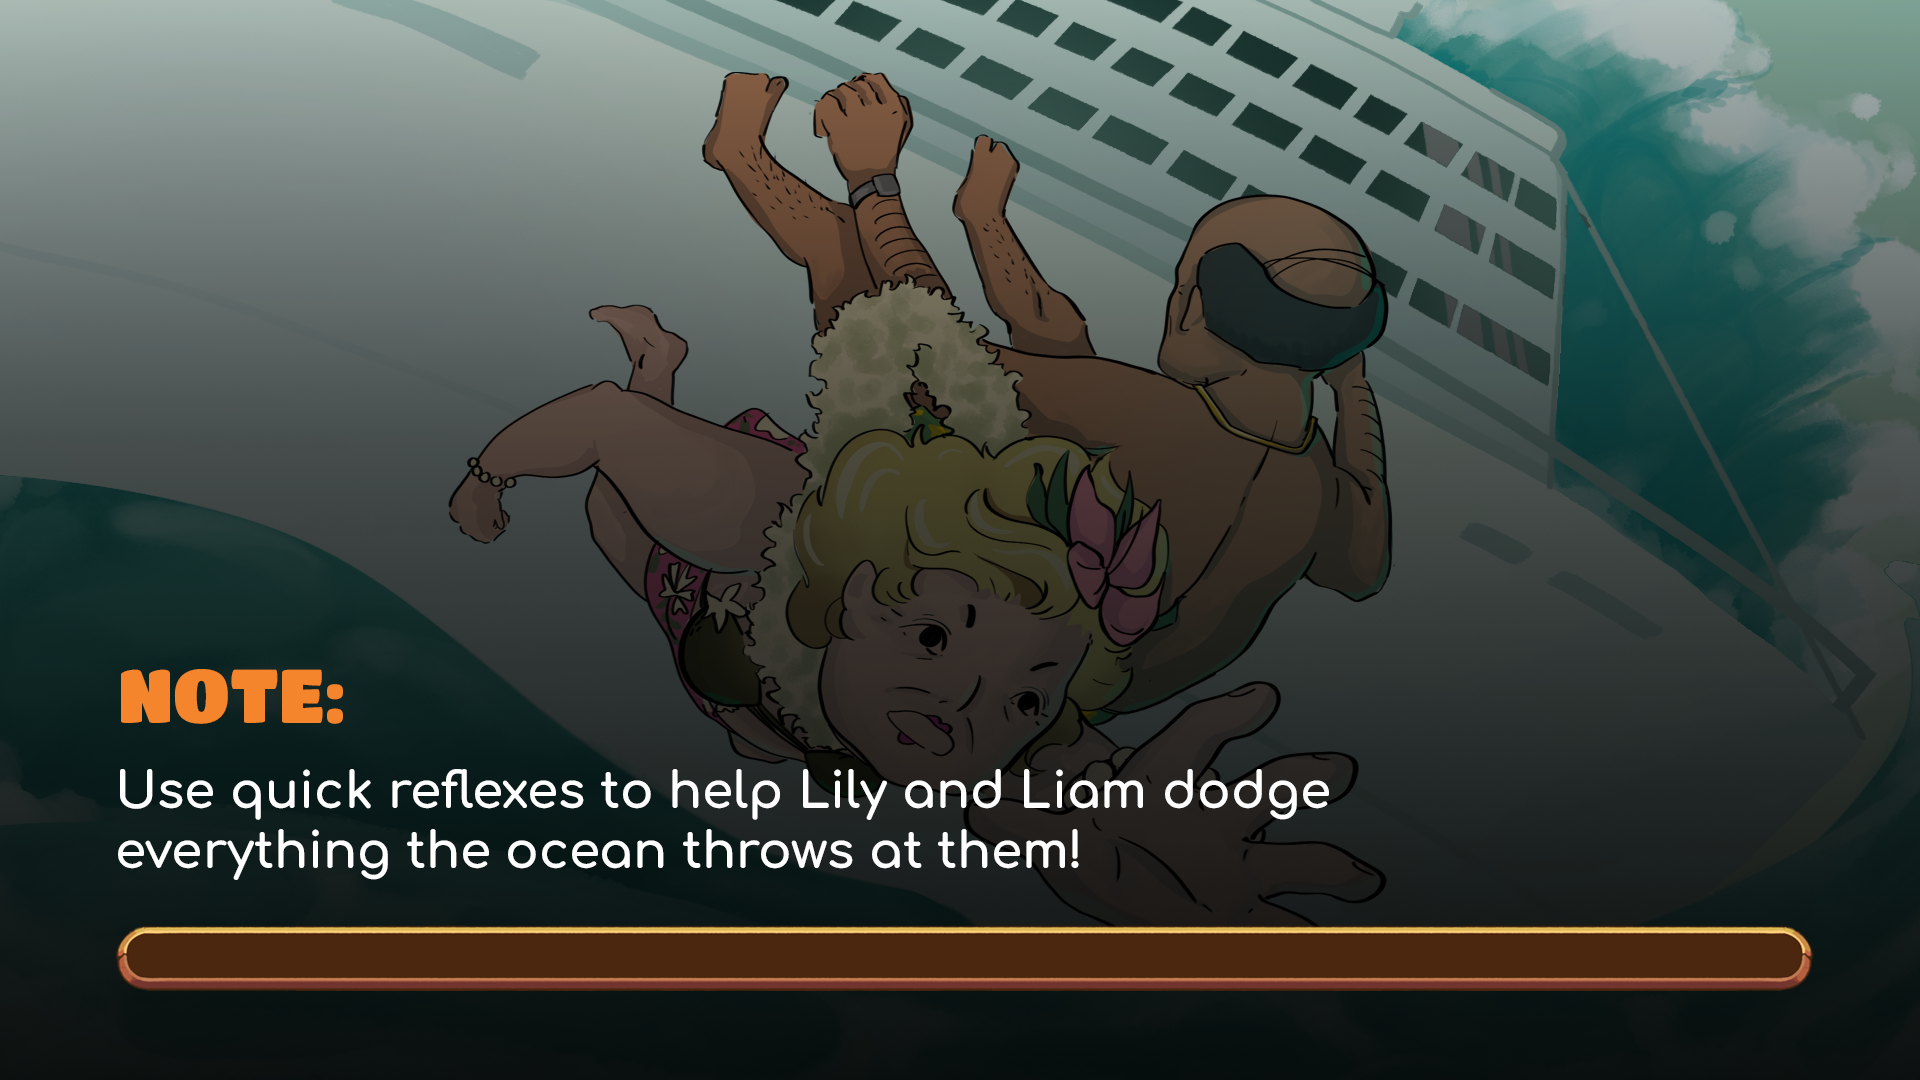 NOTE:
Use quick reflexes to help Lily and Liam dodge
everything the ocean throws at them!